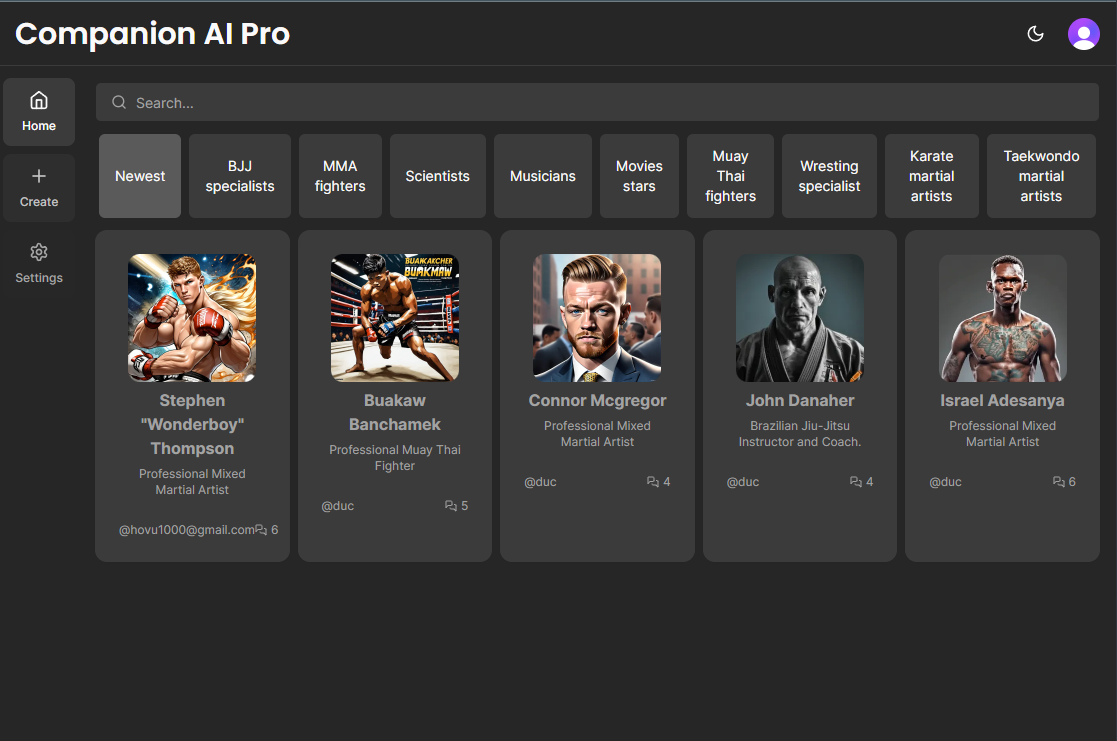 Companion AI Pro
Home
Create
Settings
Search...
Newest
BJJ
specialists
MMA
fighters
Scientists
Musicians
Movies
stars
Muay
Thai
fighters
Wresting
specialist
Karate
martial
artists
Taekwondo
martial
artists
BUAKAKCHER
BUAKMAW
Stephen
"Wonderboy"
Thompson
Professional Mixed
Martial Artist
@hovu1000@gmail.com 6
Buakaw
Banchamek
Professional Muay Thai
Fighter
@duc 5
Connor Mcgregor
Professional Mixed
Martial Artist
@duc 4
John Danaher
Brazilian Jiu-Jitsu
Instructor and Coach.
@duc 4
Israel Adesanya
Professional Mixed
Martial Artist
@duc 6